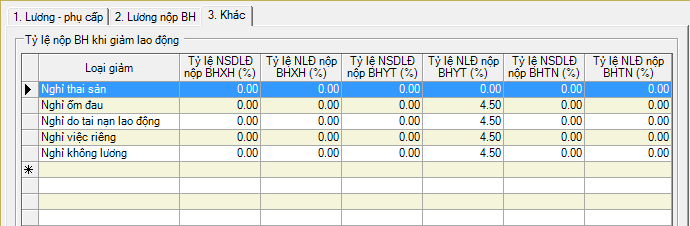 1. Lương - phụ cấp 2. Lương nộp BH 3. Khác
Tỷ lệ nộp BH khi giảm lao động
Loại giảm Tỷ lệ NSDLĐ nộp BHXH (%) Tỷ lệ NLĐ nộp BHXH (%) Tỷ lệ NSDLĐ nộp BHYT (%) Tỷ lệ NLĐ nộp BHYT (%) Tỷ lệ NSDLĐ nộp BHTN (%) Tỷ lệ NLĐ nộp BHTN (%)
Nghỉ thai sản 0.00 0.00 0.00 0.00 0.00 0.00
Nghỉ ốm đau 0.00 0.00 0.00 4.50 0.00 0.00
Nghỉ do tai nạn lao động 0.00 0.00 0.00 4.50 0.00 0.00
Nghỉ việc riêng 0.00 0.00 0.00 4.50 0.00 0.00
Nghỉ không lương 0.00 0.00 0.00 4.50 0.00 0.00